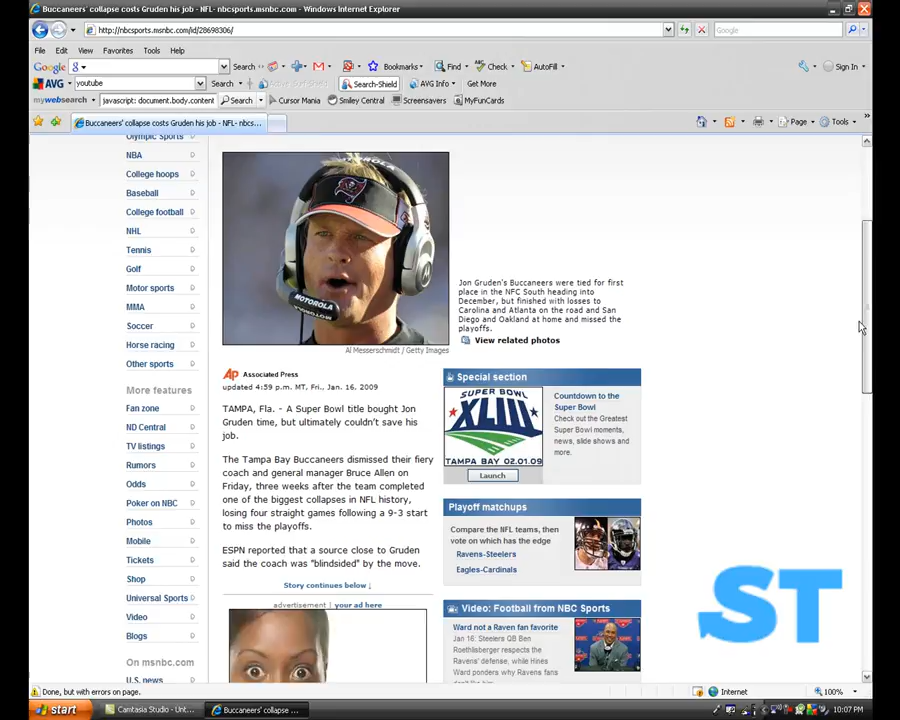 Buccaneers' collapse costs Gruden his job - NFL- nbcsports.msnbc.com - Windows Internet Explorer
http://nbcsports.msnbc.com/id/28698306/
Google
File Edit View Favorites Tools Help
Google Search Bookmarks Find Check AutoFill Sign In
AVG youtube Search Search-Shield AVG Info Get More
mywebsearch javascript: document.body.content Search Cursor Mania Smiley Central Screensavers MyFunCards
Buccaneers' collapse costs Gruden his job - NFL- nbcs... Page Tools
Olympic Sports
NBA
College hoops
Baseball
College football
NHL
Tennis
Golf
Motor sports
MMA
Soccer
Horse racing
Other sports
More features
Fan zone
ND Central
TV listings
Rumors
Odds
Poker on NBC
Photos
Mobile
Tickets
Shop
Universal Sports
Video
Blogs
On msnbc.com
U.S. news
MOTOROLA
MOTOROLA
Al Messerschmidt / Getty Images
Jon Gruden's Buccaneers were tied for first
place in the NFC South heading into
December, but finished with losses to
Carolina and Atlanta on the road and San
Diego and Oakland at home and missed the
playoffs.
View related photos
AP Associated Press
updated 4:59 p.m. MT, Fri., Jan. 16, 2009
TAMPA, Fla. - A Super Bowl title bought Jon
Gruden time, but ultimately couldn't save his
job.
The Tampa Bay Buccaneers dismissed their fiery
coach and general manager Bruce Allen on
Friday, three weeks after the team completed
one of the biggest collapses in NFL history,
losing four straight games following a 9-3 start
to miss the playoffs.
ESPN reported that a source close to Gruden
said the coach was "blindsided" by the move.
Story continues below ↓
advertisement | your ad here
Special section
SUPER BOWL
XLIII
TAMPA BAY 02.01.09
Launch
Countdown to the
Super Bowl
Check out the Greatest
Super Bowl moments,
news, slide shows and
more.
Playoff matchups
Compare the NFL teams, then
vote on which has the edge
Ravens-Steelers
Eagles-Cardinals
Video: Football from NBC Sports
Ward not a Raven fan favorite
Jan 16: Steelers QB Ben
Roethlisberger respects the
Ravens' defense, while Hines
Ward ponders why Ravens fans
ST
Done, but with errors on page. Internet 100%
start Camtasia Studio - Unt... Buccaneers' collapse ... 10:07 PM